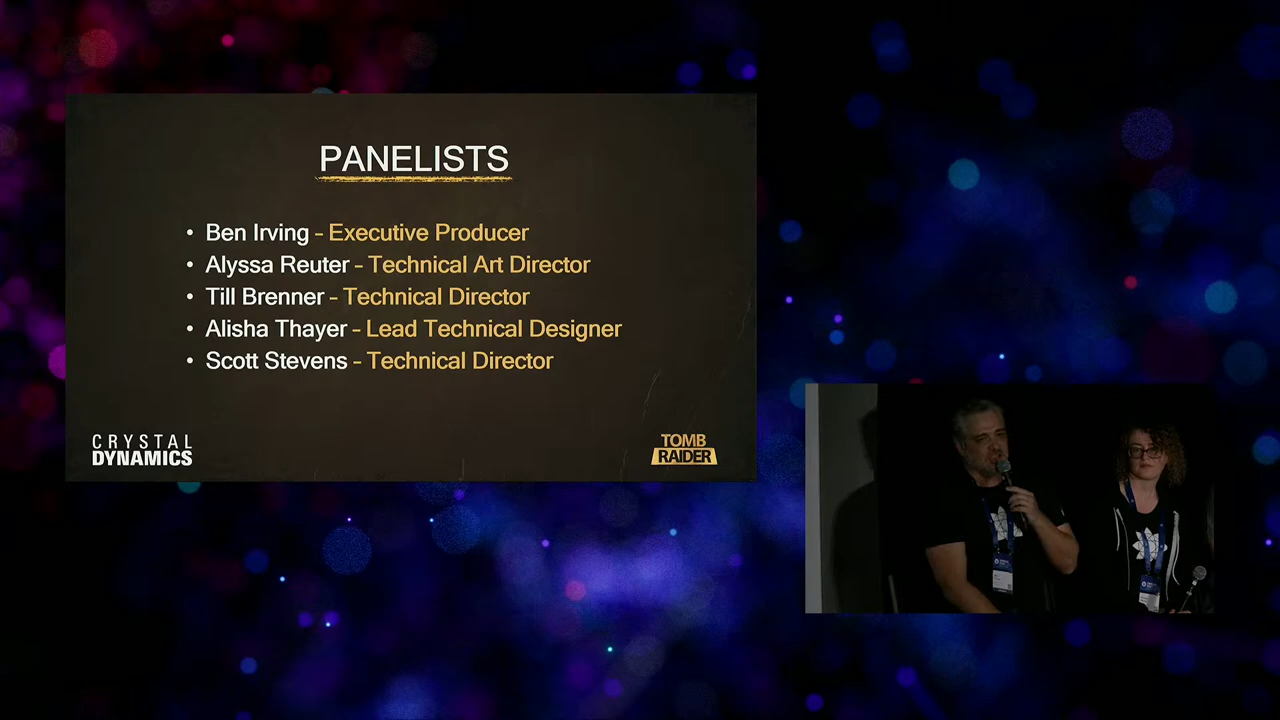 PANELISTS
• Ben Irving – Executive Producer
• Alyssa Reuter – Technical Art Director
• Till Brenner – Technical Director
• Alisha Thayer – Lead Technical Designer
• Scott Stevens – Technical Director
CRYSTAL
DYNAMICS
TOMB
RAIDER